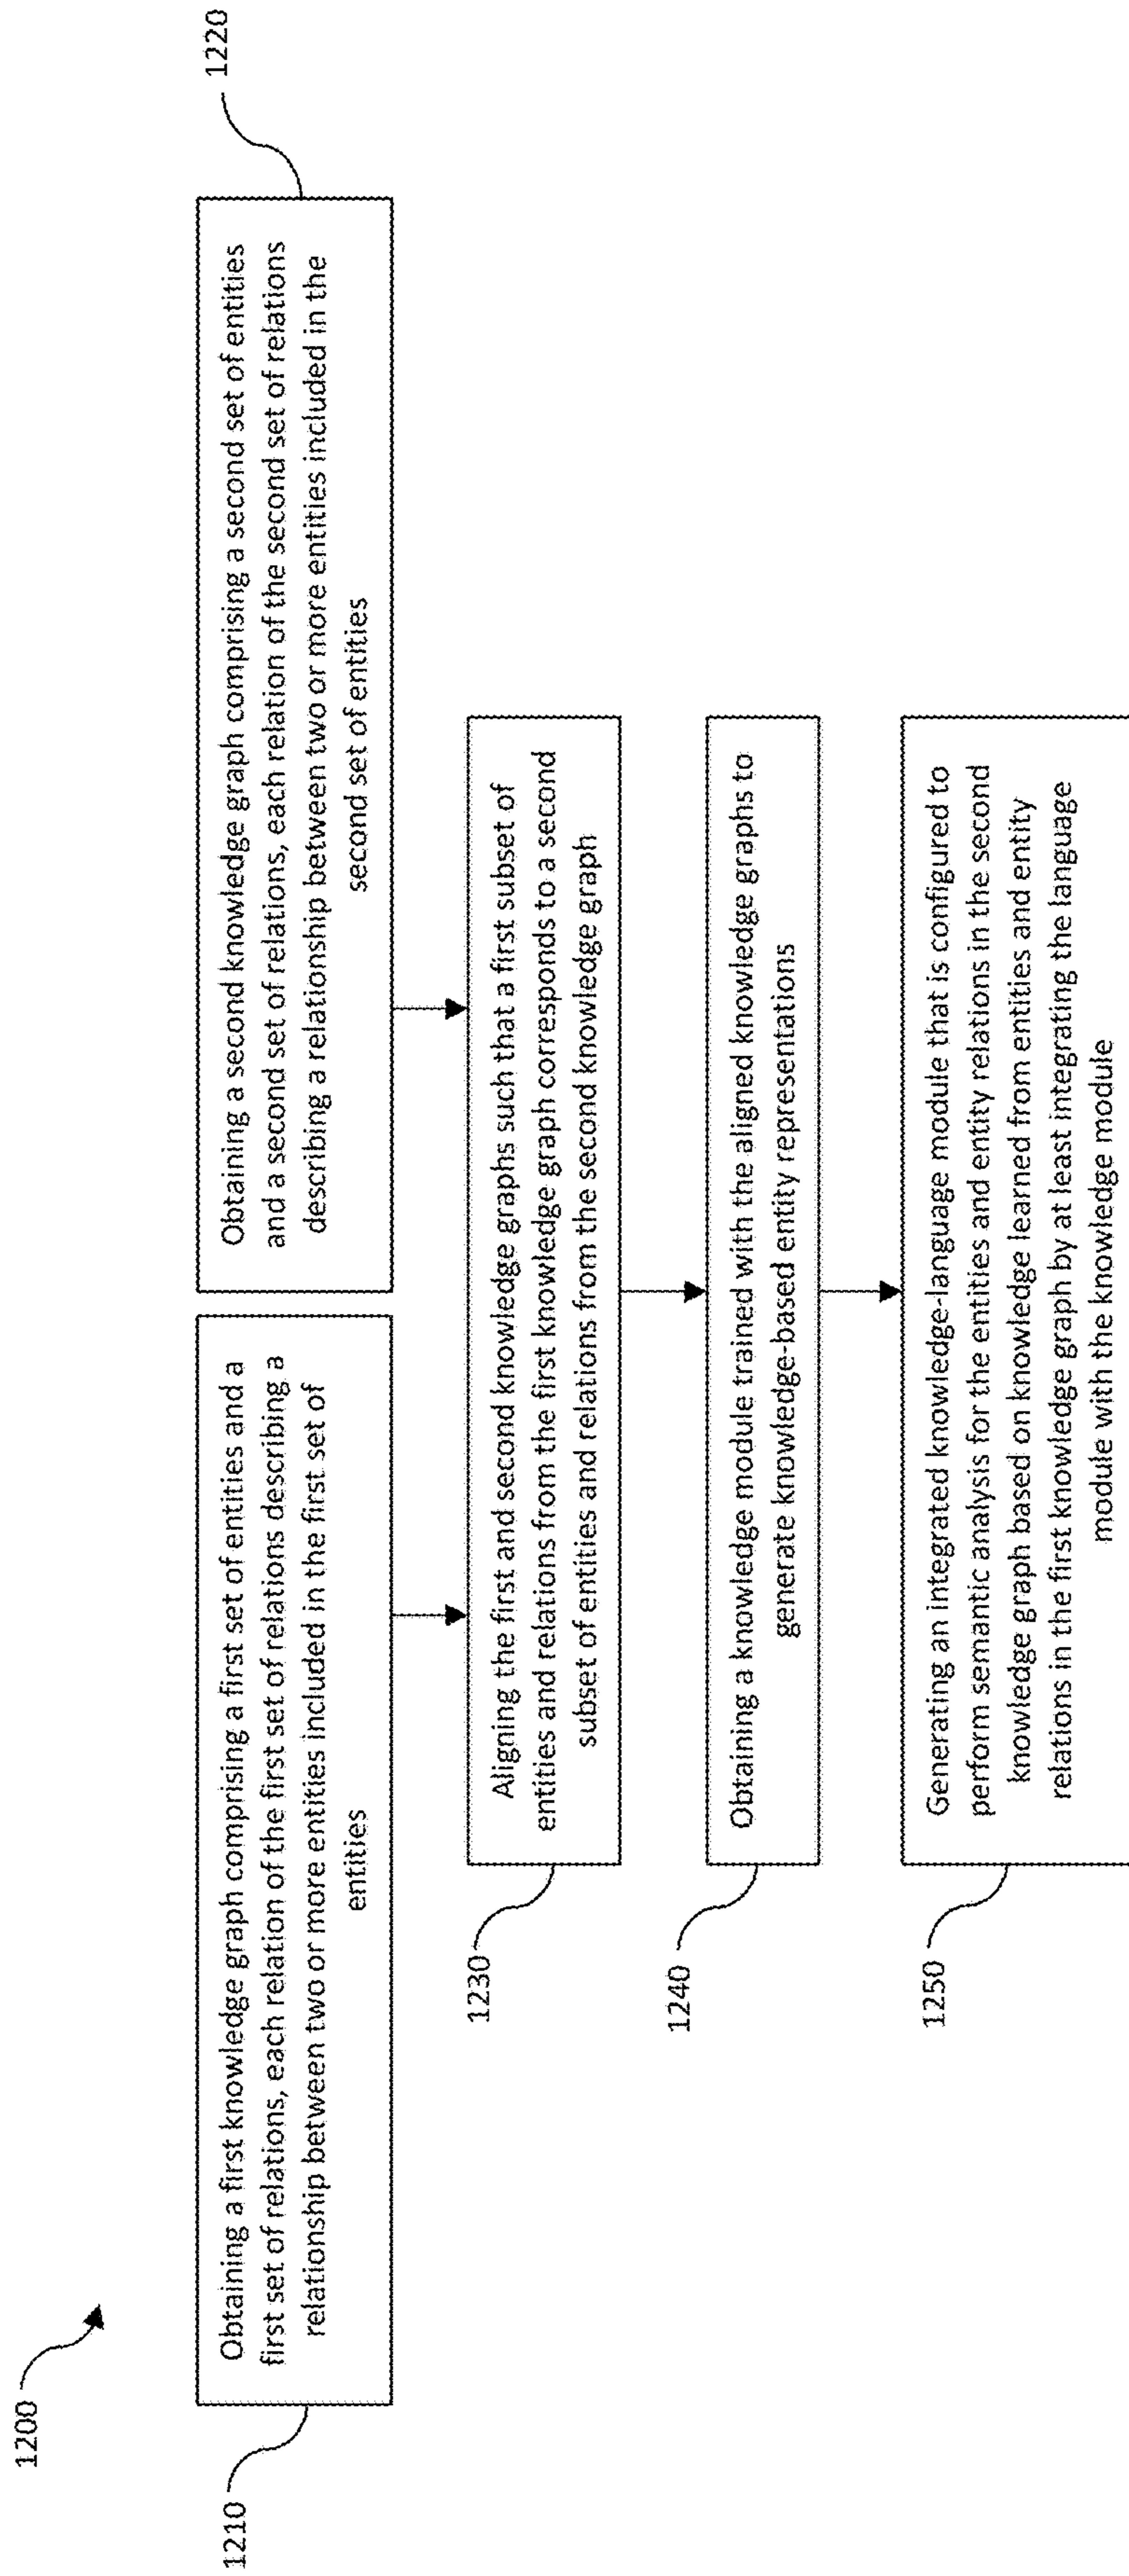 1200
1210
Obtaining a first knowledge graph comprising a first set of entities and a
first set of relations, each relation of the first set of relations describing a
relationship between two or more entities included in the first set of
entities
1220
Obtaining a second knowledge graph comprising a second set of entities
and a second set of relations, each relation of the second set of relations
describing a relationship between two or more entities included in the
second set of entities
1230
Aligning the first and second knowledge graphs such that a first subset of
entities and relations from the first knowledge graph corresponds to a second
subset of entities and relations from the second knowledge graph
1240
Obtaining a knowledge module trained with the aligned knowledge graphs to
generate knowledge-based entity representations
1250
Generating an integrated knowledge-language module that is configured to
perform semantic analysis for the entities and entity relations in the second
knowledge graph based on knowledge learned from entities and entity
relations in the first knowledge graph by at least integrating the language
module with the knowledge module